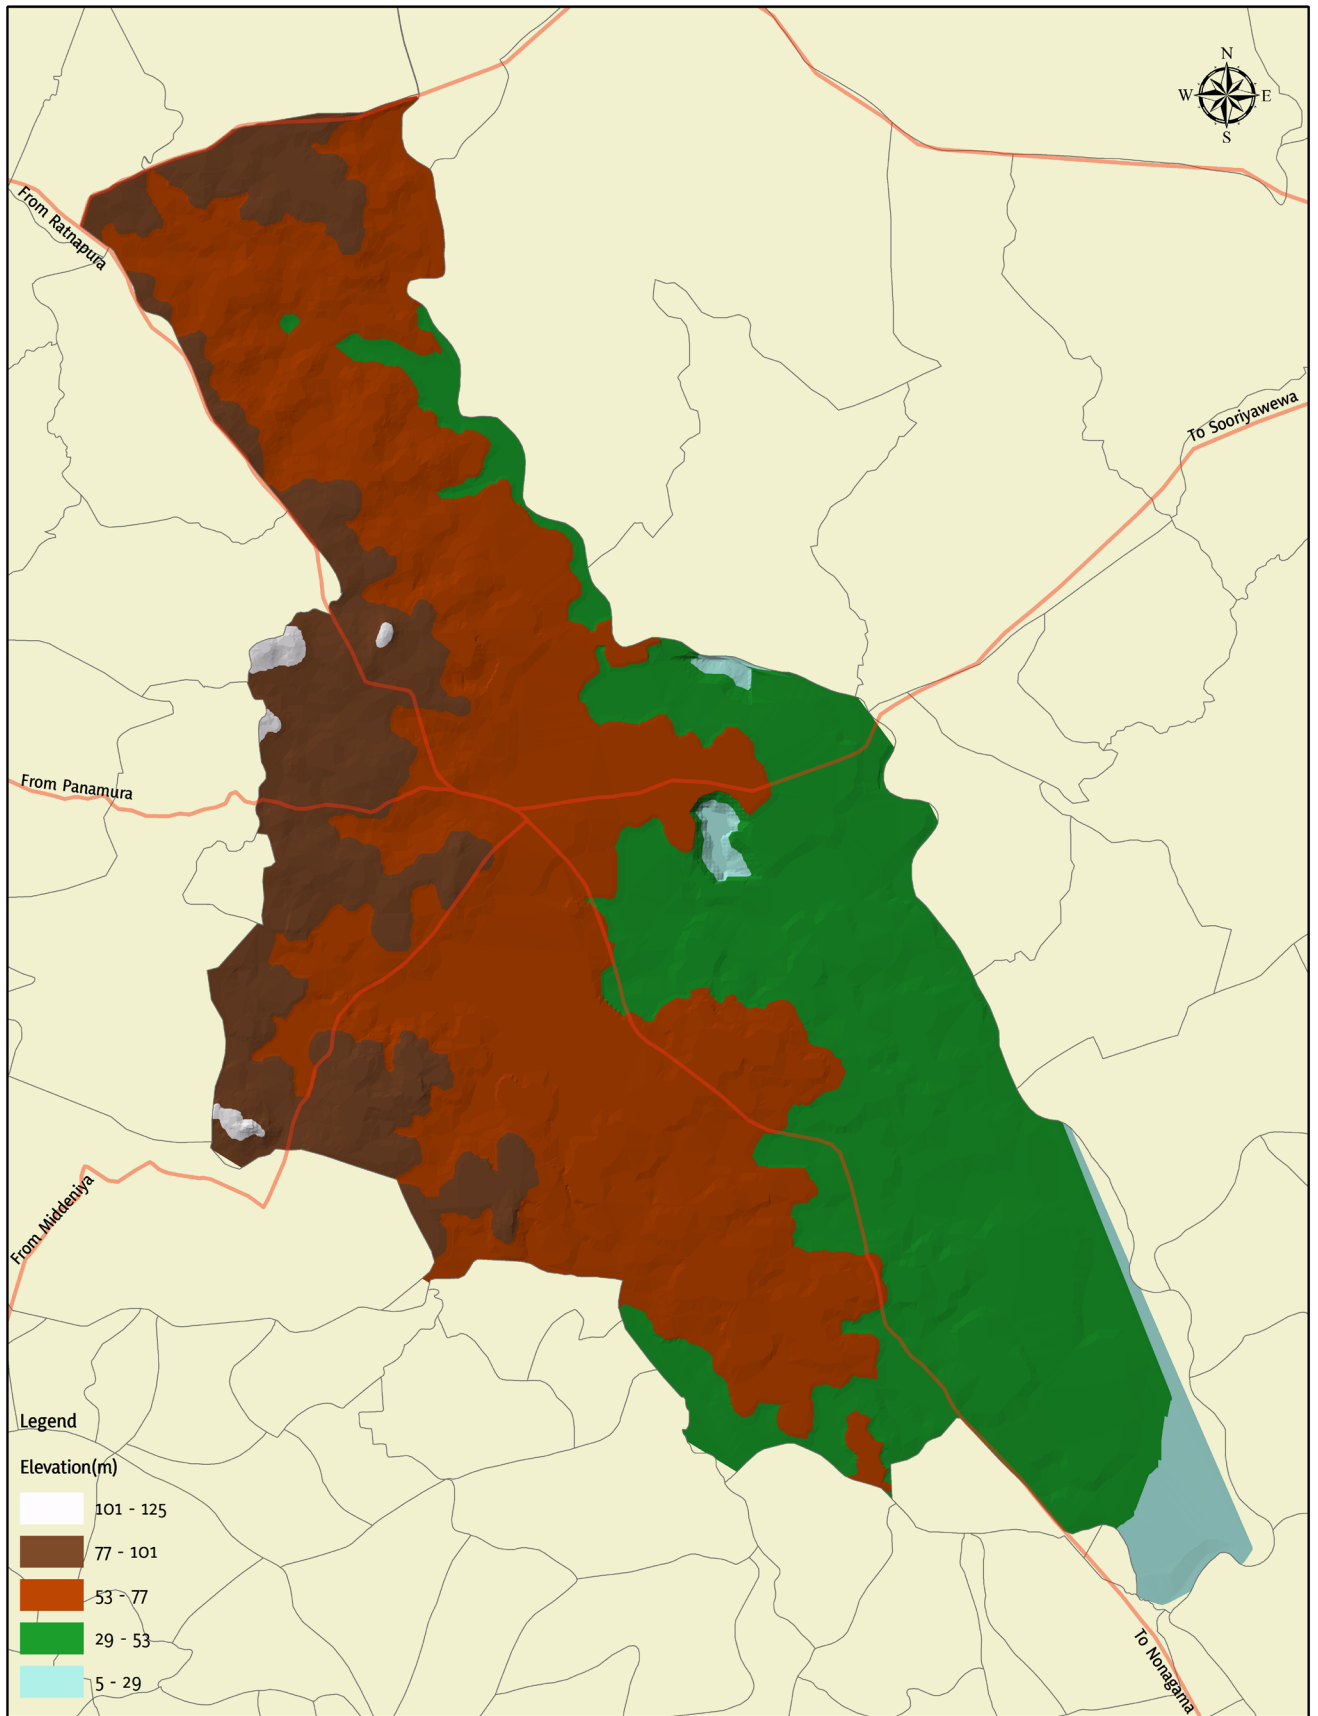 N
W E
S
From Ratnapura
To Sooriyawewa
From Panamura
From Middeniya
To Nonagama
Legend
Elevation(m)
101 - 125
77 - 101
53 - 77
29 - 53
5 - 29